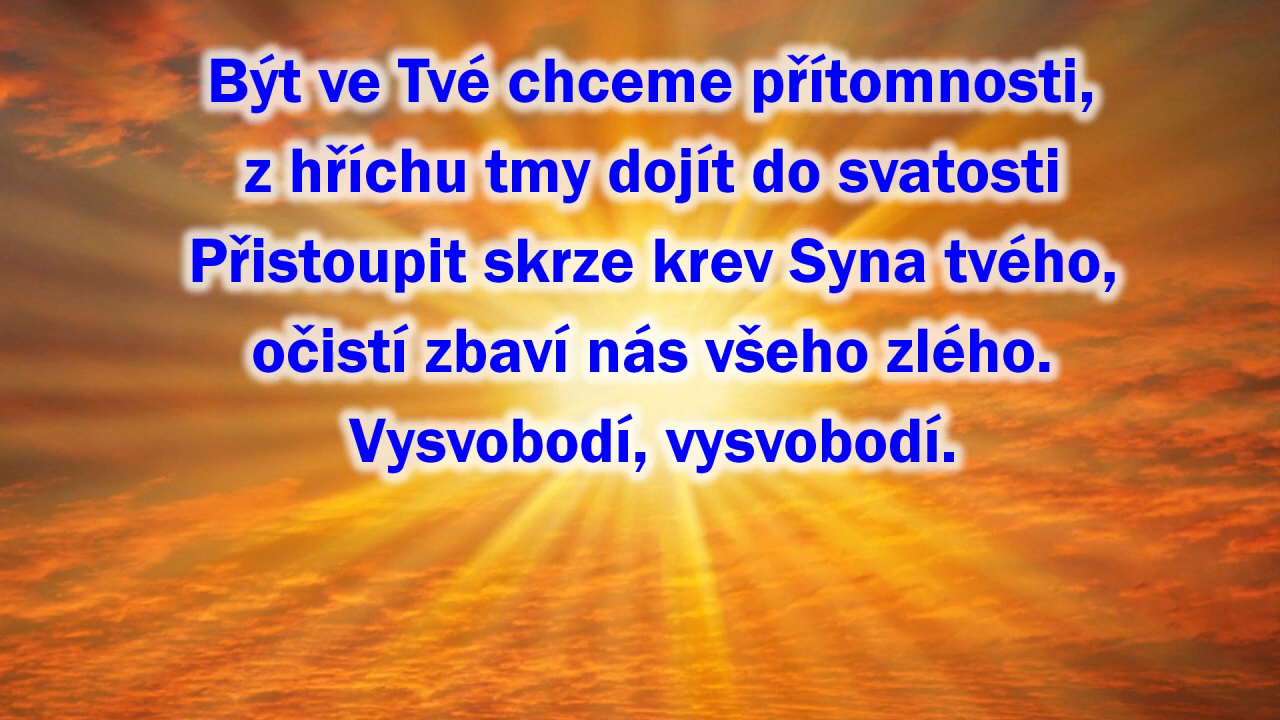 Být ve Tvé chceme přítomnosti,
z hříchu tmy dojít do svatosti
Přistoupit skrze krev Syna tvého,
očistí zbaví nás všeho zlého.
Vysvobodí, vysvobodí.